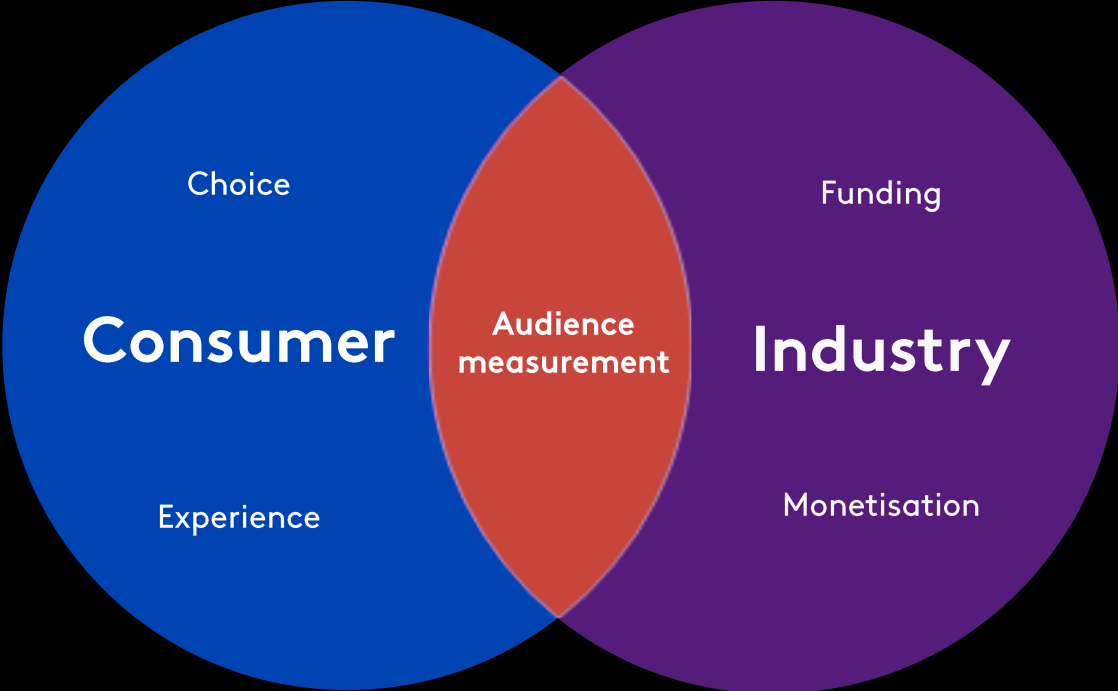 Choice
Consumer
Experience
Audience
measurement
Funding
Industry
Monetisation